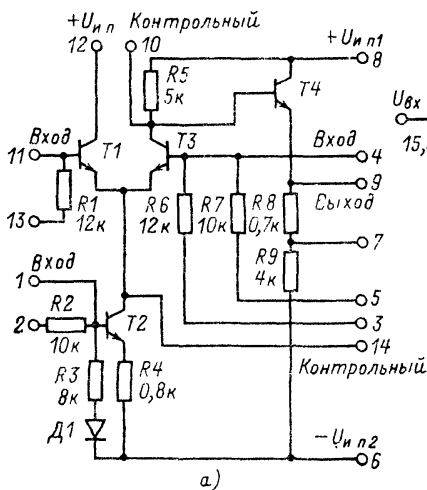 +Uи п
Контрольный
12
10
+Uи п1
8
R5
5к
T4
Uвх
15,
Вход
11
T1
T3
Вход
4
9
Сыход
R1
12к
13
R6
12к
R7
10к
R8
0,7к
7
Вход
1
R9
4к
2
R2
10к
T2
5
3
14
R3
8к
R4
0,8к
Контрольный
Д1
-Uи п2
6
а)